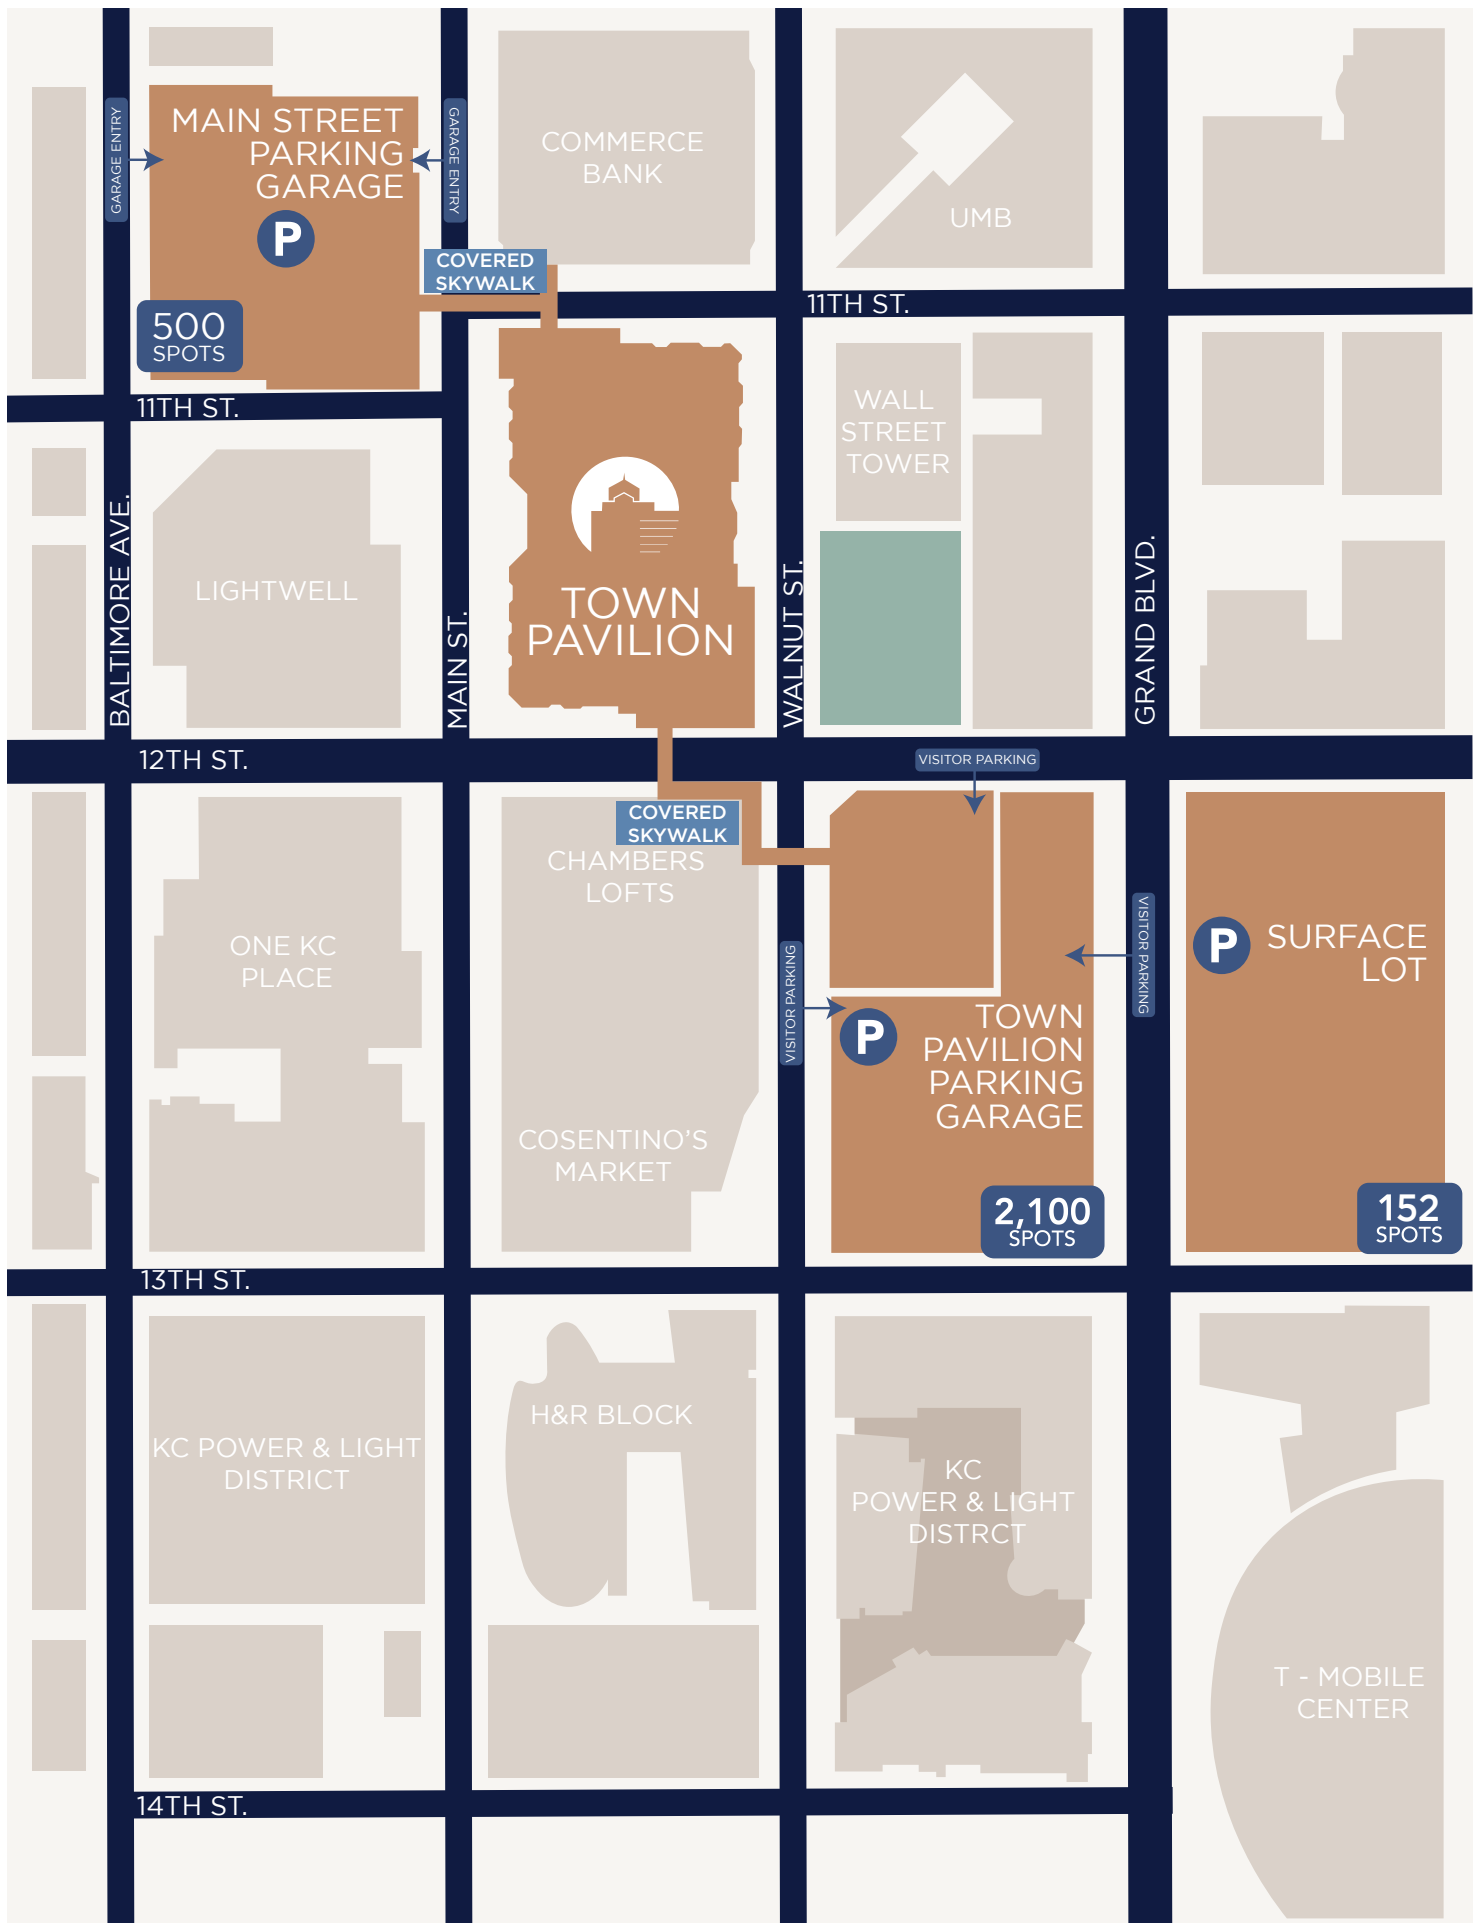 GARAGE ENTRY
MAIN STREET
PARKING
GARAGE
P
500
SPOTS
GARAGE ENTRY
COMMERCE
BANK
COVERED
SKYWALK
UMB
11TH ST.
11TH ST.
WALL
STREET
TOWER
LIGHTWELL
BALTIMORE AVE.
MAIN ST.
TOWN
PAVILION
WALNUT ST.
GRAND BLVD.
12TH ST.
VISITOR PARKING
COVERED
SKYWALK
CHAMBERS
LOFTS
ONE KC
PLACE
VISITOR PARKING
VISITOR PARKING
P
SURFACE
LOT
P
TOWN
PAVILION
PARKING
GARAGE
COSENTINO'S
MARKET
2,100
SPOTS
152
SPOTS
13TH ST.
KC POWER & LIGHT
DISTRICT
H&R BLOCK
KC
POWER & LIGHT
DISTRCT
T - MOBILE
CENTER
14TH ST.